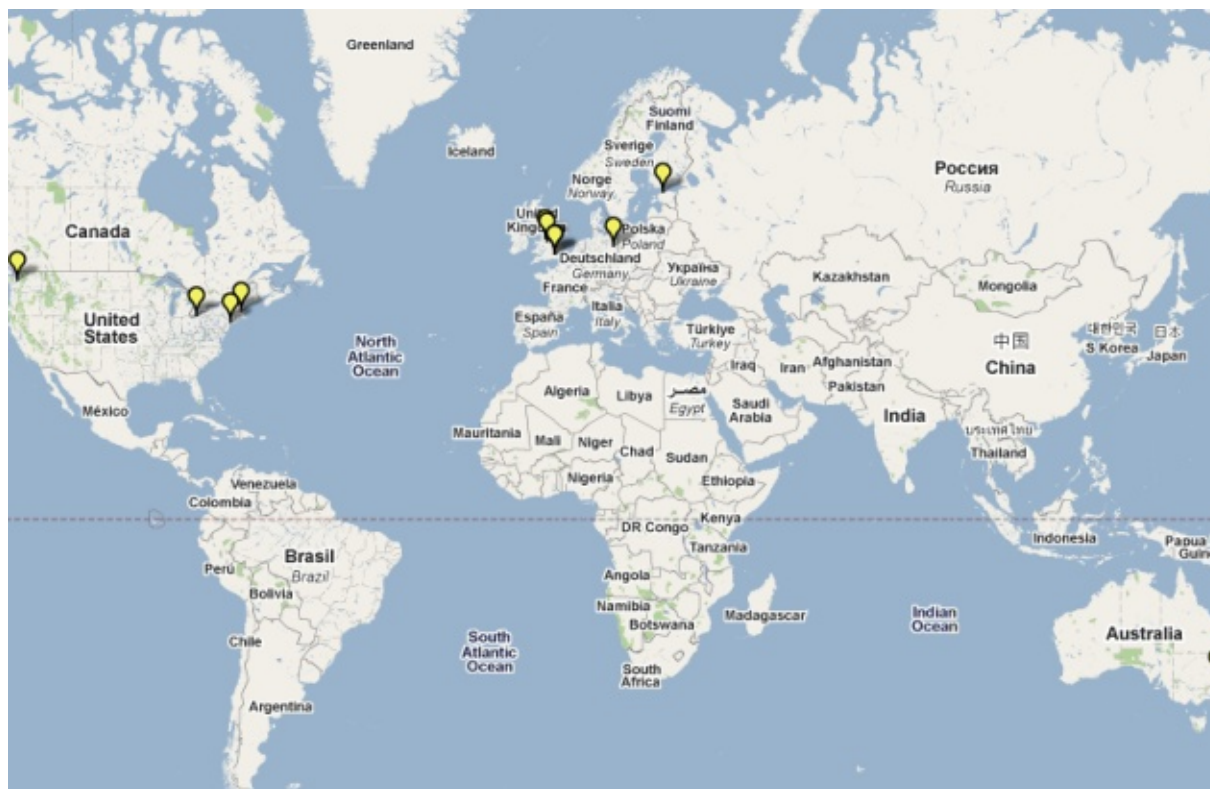 Greenland
Suomi
Finland
Iceland
Sverige
Sweden
Россия
Russia
Norge
Norway
United
Kingdom
Canada
Polska
Poland
Deutschland
Germany
Україна
Ukraine
Kazakhstan
Mongolia
France
United
States
Italia
Italy
España
Spain
Türkiye
Turkey
대한민국
S Korea
日本
Japan
中国
China
North
Atlantic
Ocean
Iraq
Iran
Afghanistan
Pakistan
Algeria
Libya
مصر
Egypt
Saudi
Arabia
México
India
Mauritania
Mali
Niger
Chad
Sudan
ประเทศไทย
Thailand
Nigeria
Ethiopia
Venezuela
Colombia
DR Congo
Kenya
Indonesia
Papua
Tanzania
Brasil
Brazil
Perú
Angola
Bolivia
Namibia
Botswana
Madagascar
Indian
Ocean
Chile
South
Atlantic
Ocean
Australia
South
Africa
Argentina